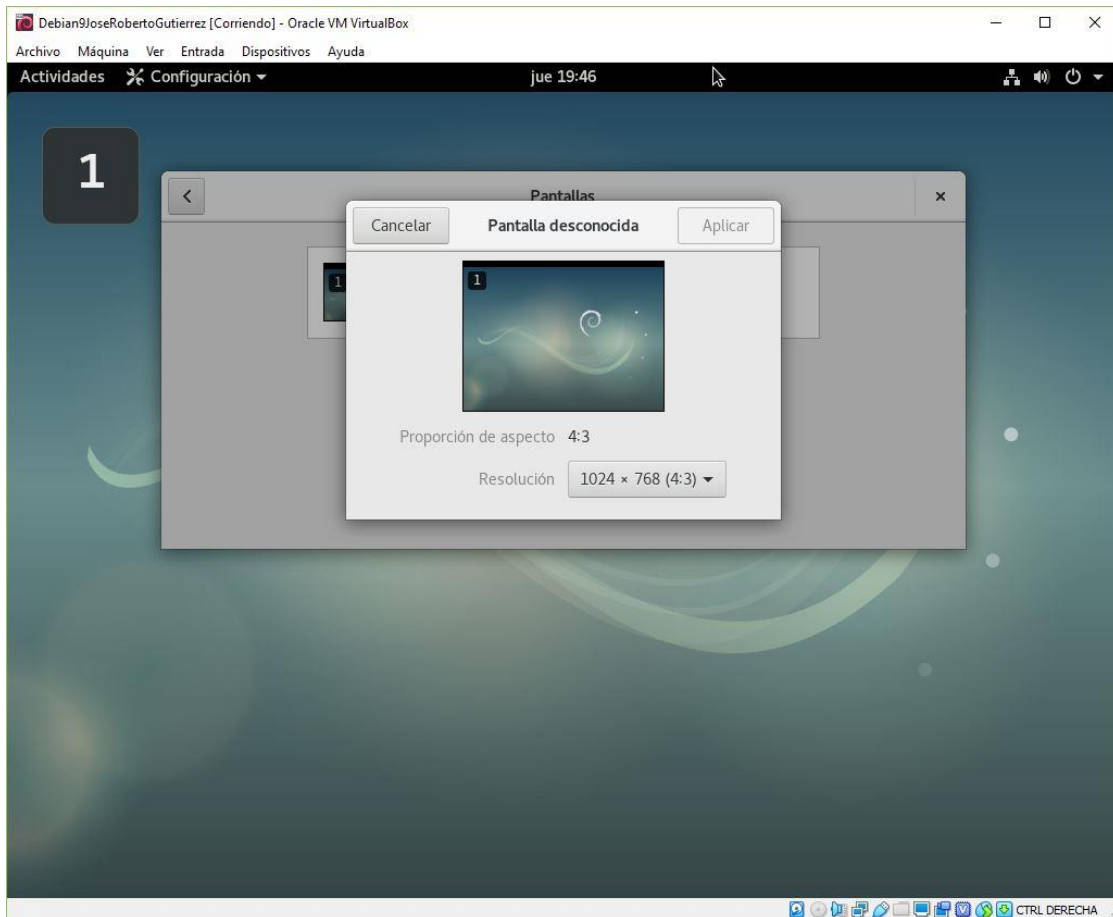 Debian9JoseRobertoGutierrez [Corriendo] - Oracle VM VirtualBox
Archivo Máquina Ver Entrada Dispositivos Ayuda
Actividades Configuración jue 19:46
1
Pantallas
Cancelar Pantalla desconocida Aplicar
1
1
Proporción de aspecto 4:3
Resolución 1024 × 768 (4:3)
CTRL DERECHA